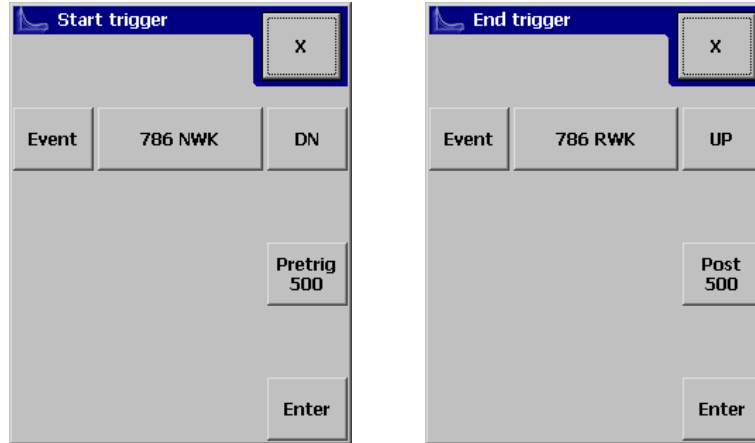 Start trigger
X
Event
786 NWK
DN
Pretrig
500
Enter
End trigger
X
Event
786 RWK
UP
Post
500
Enter